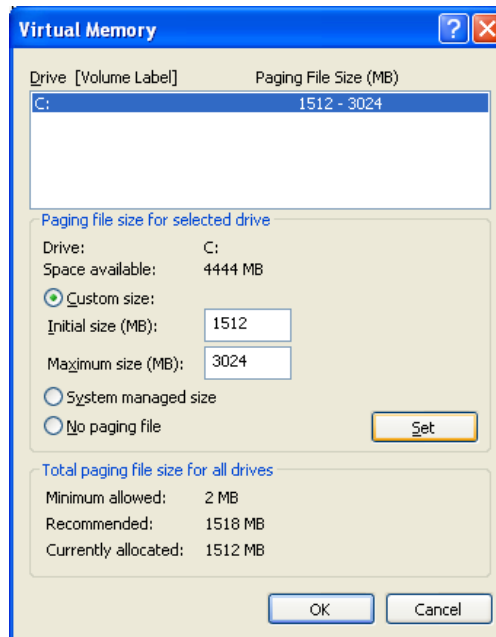 Virtual Memory
Drive [Volume Label] Paging File Size (MB)
C: 1512 - 3024
Paging file size for selected drive
Drive: C:
Space available: 4444 MB
Custom size:
Initial size (MB): 1512
Maximum size (MB): 3024
System managed size
No paging file Set
Total paging file size for all drives
Minimum allowed: 2 MB
Recommended: 1518 MB
Currently allocated: 1512 MB
OK Cancel